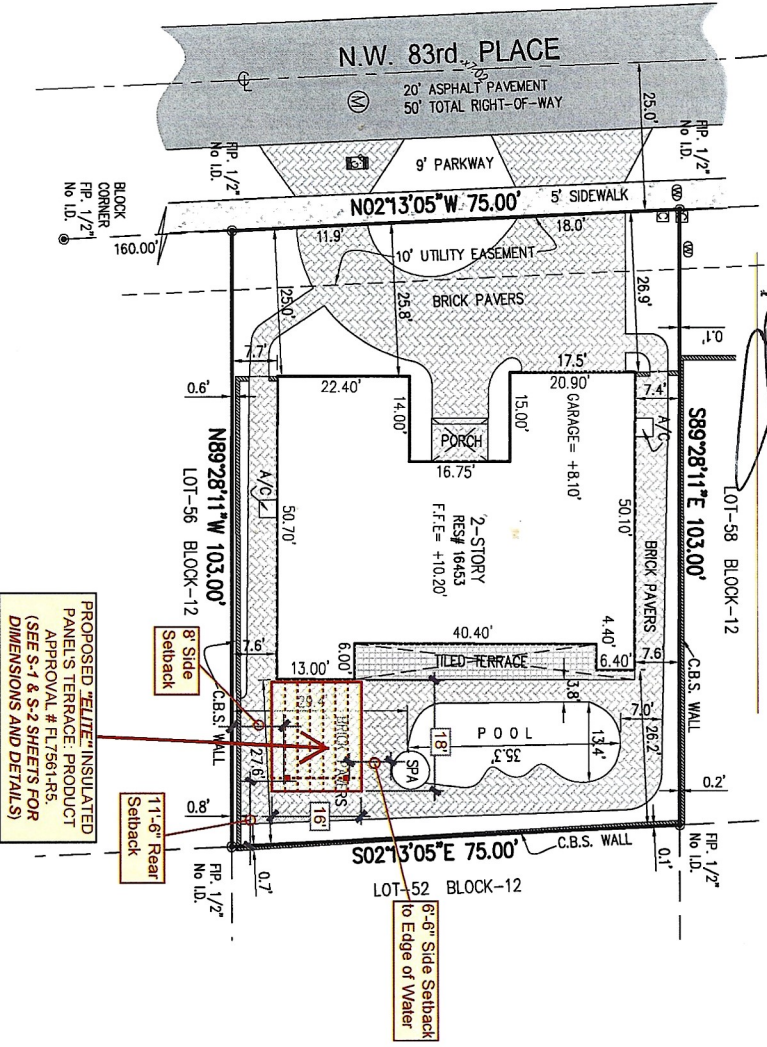 N.W. 83rd. PLACE
20' ASPHALT PAVEMENT
50' TOTAL RIGHT-OF-WAY
25.0'
FIP. 1/2"
No I.D.
9' PARKWAY
FIP. 1/2"
No I.D.
5' SIDEWALK
N02°13'05"W 75.00'
BLOCK
CORNER
FIP. 1/2"
No I.D.
160.00'
11.9'
18.0'
10' UTILITY EASEMENT
BRICK PAVERS
25.0'
25.8'
26.9'
0.1'
7.7'
0.6'
22.40'
14.00'
15.00'
17.5'
20.90'
7.4'
A/C
GARAGE= +8.10'
PORCH
16.75'
S89°28'11"E 103.00'
LOT-58 BLOCK-12
N89°28'11"W 103.00'
LOT-56 BLOCK-12
A/C
50.70'
2-STORY
RES# 16453
F.F.E= +10.20'
50.10'
BRICK PAVERS
C.B.S. WALL
40.40'
4.40'
6.40'
7.6'
TILED-TERRACE
6.00'
13.00'
7.6'
C.B.S. WALL
8' Side
Setback
29.4'
BRICK PAVERS
18'
3.8'
7.0'
26.2'
POOL
35.3'
13.4'
SPA
27.6'
16'
0.2'
0.8'
11'-6" Rear
Setback
S02°13'05"E 75.00'
C.B.S. WALL
0.1'
FIP. 1/2"
No I.D.
0.7'
FIP. 1/2"
No I.D.
LOT-52 BLOCK-12
6'-6" Side Setback
to Edge of Water
PROPOSED "ELITE" INSULATED
PANEL'S TERRACE: PRODUCT
APPROVAL # FL7561-R5.
(SEE S-1 & S-2 SHEETS FOR
DIMENSIONS AND DETAILS)